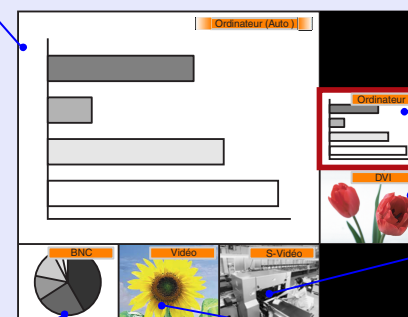 Ordinateur (Auto )
Ordinateur
DVI
BNC
Vidéo
S-Vidéo